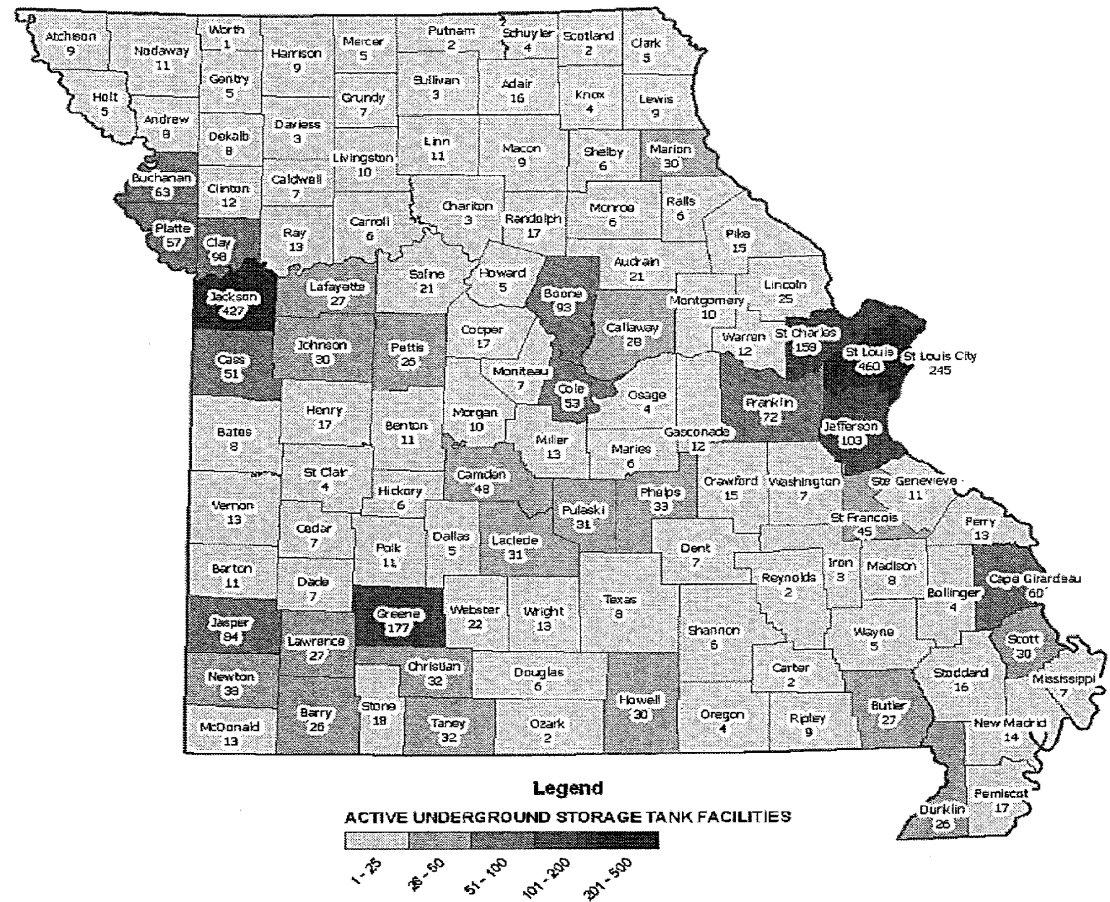 Atchison
9
Nodaway
11
Worth
1
Harrison
9
Mercer
5
Putnam
2
Schuyler
4
Scotland
2
Clark
5
Gentry
5
Sullivan
3
Adair
16
Knox
4
Lewis
9
Holt
5
Andrew
8
Dekalb
8
Daviess
3
Grundy
7
Linn
11
Macon
9
Shelby
6
Marion
30
Livingston
10
Buchanan
63
Clinton
12
Caldwell
7
Chariton
3
Randolph
17
Monroe
6
Ralls
6
Platte
57
Clay
98
Ray
13
Carroll
6
Pike
15
Audrain
21
Jackson
427
Lafayette
27
Saline
21
Howard
5
Boone
93
Callaway
28
Montgomery
10
Lincoln
25
Warren
12
St Charles
159
St Louis
460
St Louis City
245
Cass
51
Johnson
30
Pettis
26
Cooper
17
Moniteau
7
Cole
53
Osage
4
Gasconade
12
Franklin
72
Jefferson
103
Bates
8
Henry
17
Benton
11
Morgan
10
Miller
13
Maries
6
St Clair
4
Hickory
6
Camden
48
Pulaski
31
Phelps
33
Crawford
15
Washington
7
Ste Genevieve
11
St Francois
45
Perry
13
Vernon
13
Cedar
7
Polk
11
Dallas
5
Laclede
31
Dent
7
Iron
3
Madison
8
Reynolds
2
Bollinger
4
Cape Girardeau
60
Barton
11
Dade
7
Greene
177
Webster
22
Wright
13
Texas
8
Shannon
6
Wayne
5
Scott
30
Jasper
84
Lawrence
27
Christian
32
Douglas
6
Howell
30
Carter
2
Stoddard
16
Mississippi
7
Newton
Barry
26
Stone
18
Taney
32
Ozark
2
Oregon
4
Ripley
9
Butler
27
New Madrid
14
McDonald
13
Pemiscot
17
Dunklin
26
Legend
ACTIVE UNDERGROUND STORAGE TANK FACILITIES
1 - 25
26 - 50
51 - 100
101 - 200
201 - 500